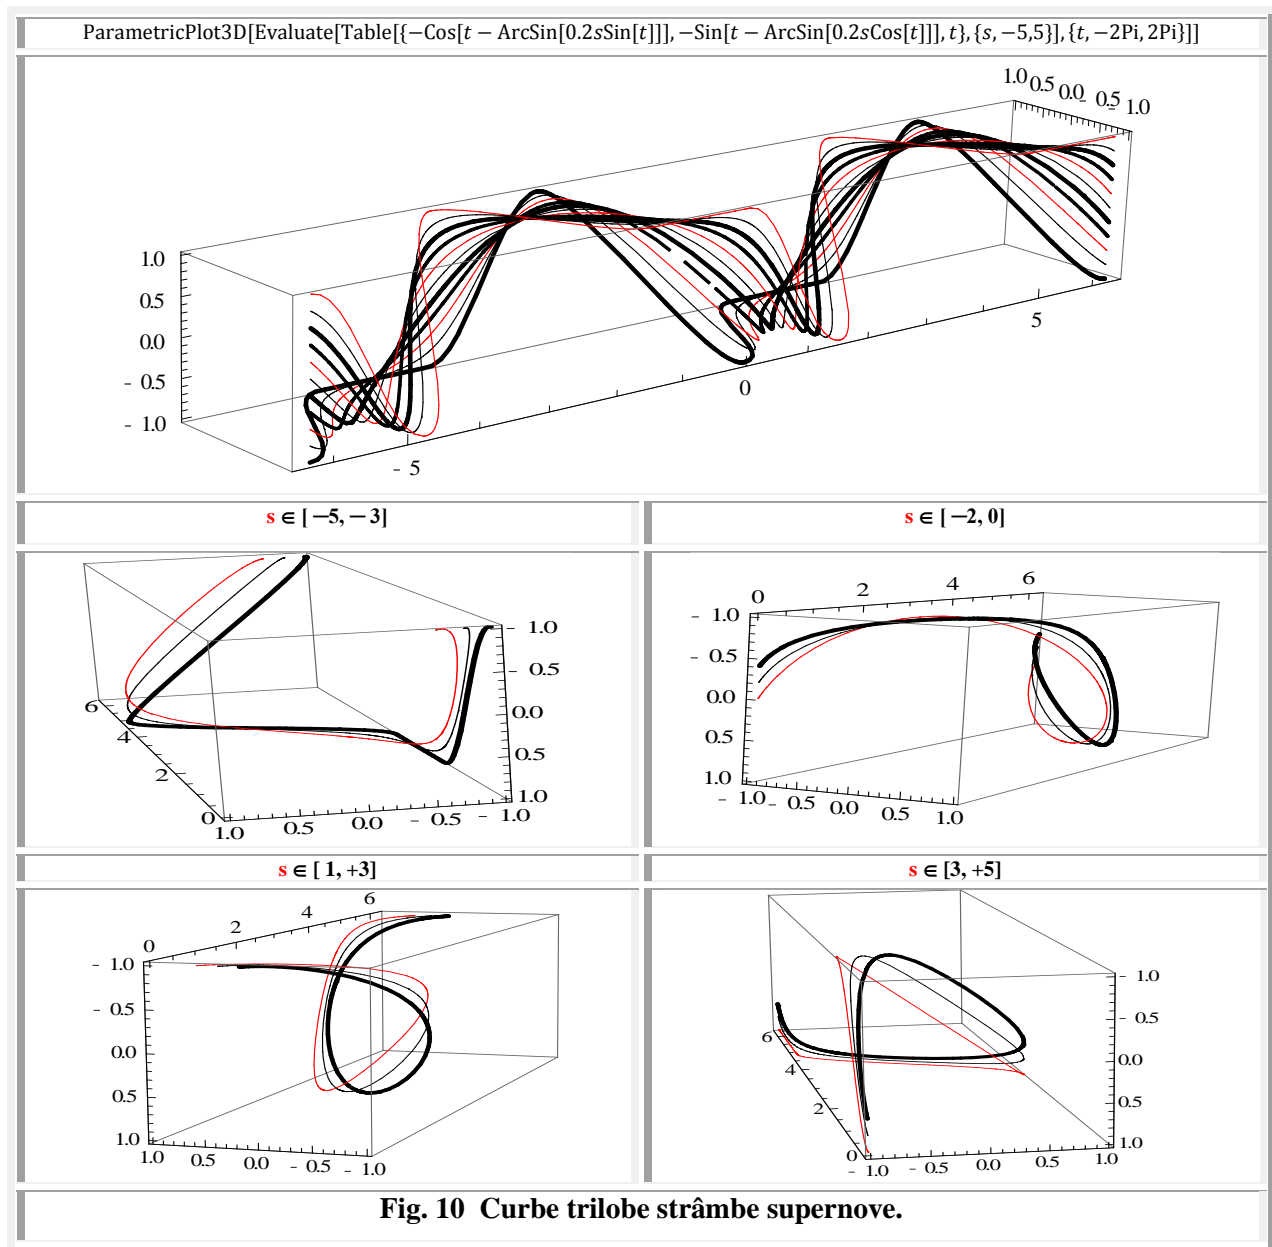 ParametricPlot3D[Evaluate[Table[{−Cos[t − ArcSin[0.2sSin[t]]], −Sin[t − ArcSin[0.2sCos[t]]], t}, {s, −5,5}], {t, −2Pi, 2Pi}]]
1.0 0.5 0.0 - 0.5 1.0
1.0
0.5
0.0
- 0.5
- 1.0
- 5
0
5
s ∈ [ −5, − 3]
s ∈ [ −2, 0]
6
4
2
0
1.0 0.5 0.0 - 0.5 - 1.0
- 1.0
- 0.5
0.0
0.5
1.0
0 2 4 6
- 1.0
- 0.5
0.0
0.5
1.0
- 1.0 - 0.5 0.0 0.5 1.0
s ∈ [ 1, +3]
s ∈ [3, +5]
0 2 4 6
- 1.0
- 0.5
0.0
0.5
1.0
1.0 0.5 0.0 - 0.5 - 1.0
6
4
2
0
- 1.0 - 0.5 0.0 0.5 1.0
- 1.0
- 0.5
0.0
0.5
1.0
Fig. 10 Curbe trilobe strâmbe supernove.